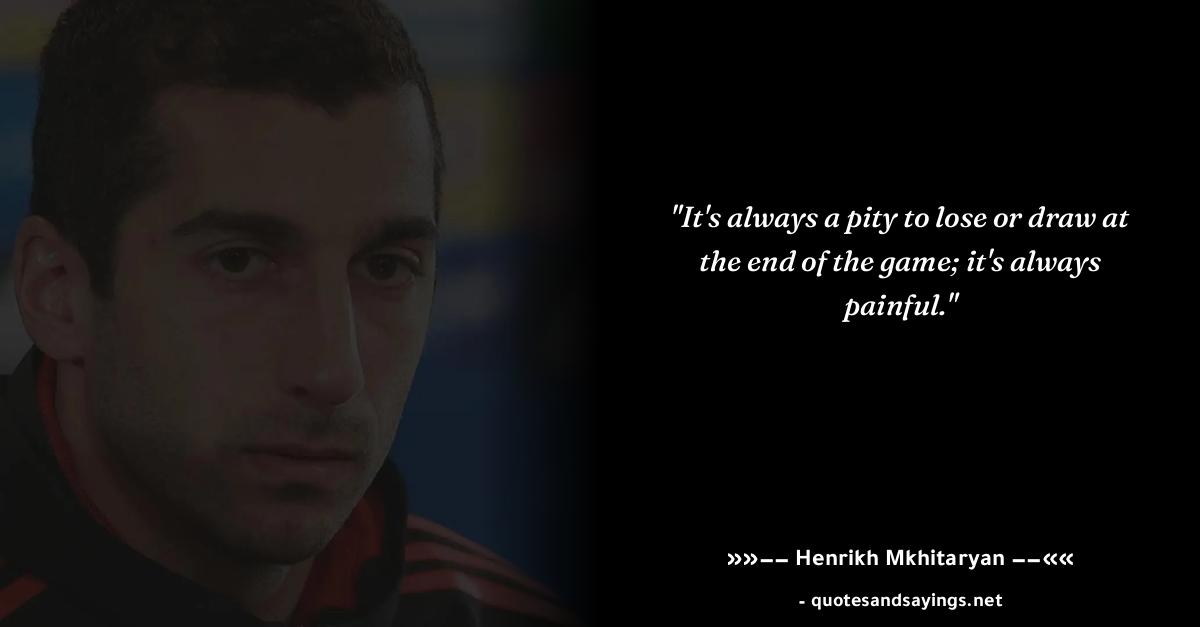 "It's always a pity to lose or draw at
the end of the game; it's always
painful."
»»–– Henrikh Mkhitaryan ––««
- quotesandsayings.net